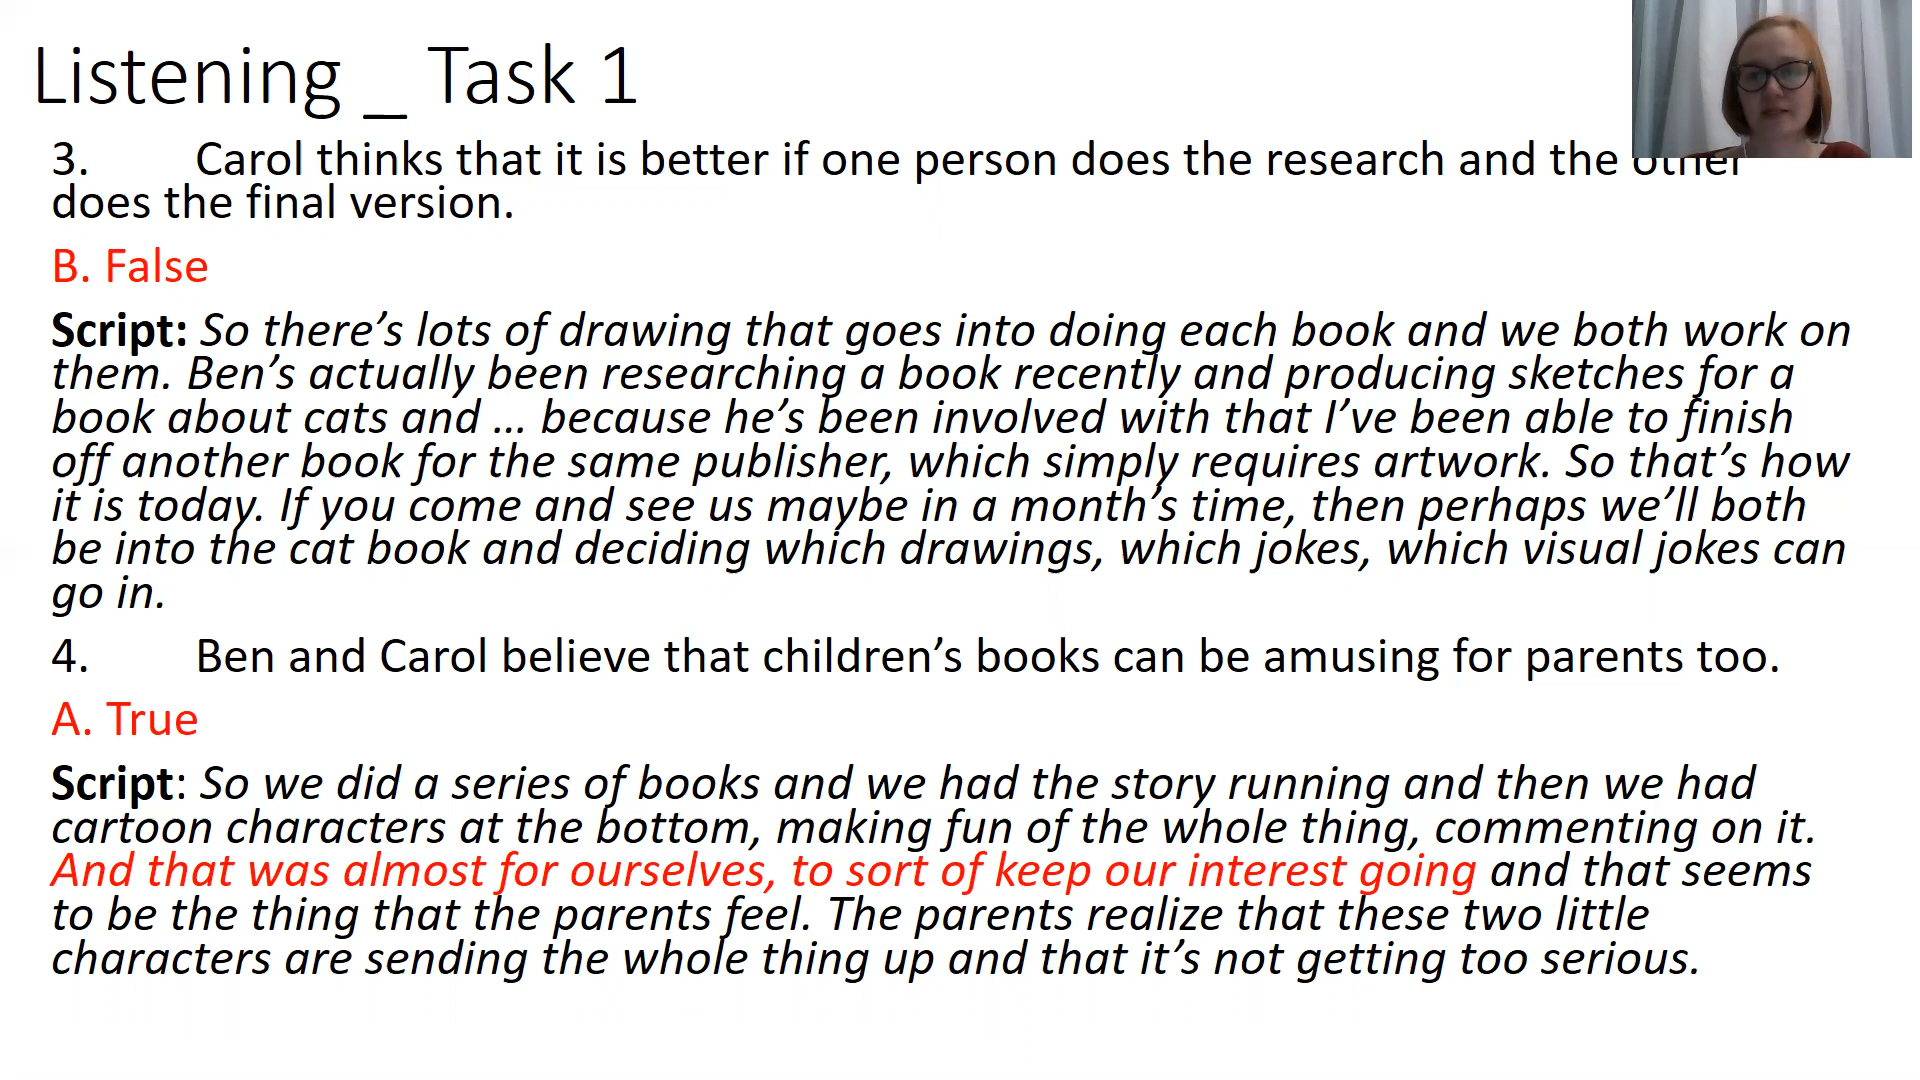 Listening _ Task 1
3. Carol thinks that it is better if one person does the research and the other
does the final version.
B. False
Script: So there’s lots of drawing that goes into doing each book and we both work on
them. Ben’s actually been researching a book recently and producing sketches for a
book about cats and … because he’s been involved with that I’ve been able to finish
off another book for the same publisher, which simply requires artwork. So that’s how
it is today. If you come and see us maybe in a month’s time, then perhaps we’ll both
be into the cat book and deciding which drawings, which jokes, which visual jokes can
go in.
4. Ben and Carol believe that children’s books can be amusing for parents too.
A. True
Script: So we did a series of books and we had the story running and then we had
cartoon characters at the bottom, making fun of the whole thing, commenting on it.
And that was almost for ourselves, to sort of keep our interest going and that seems
to be the thing that the parents feel. The parents realize that these two little
characters are sending the whole thing up and that it’s not getting too serious.